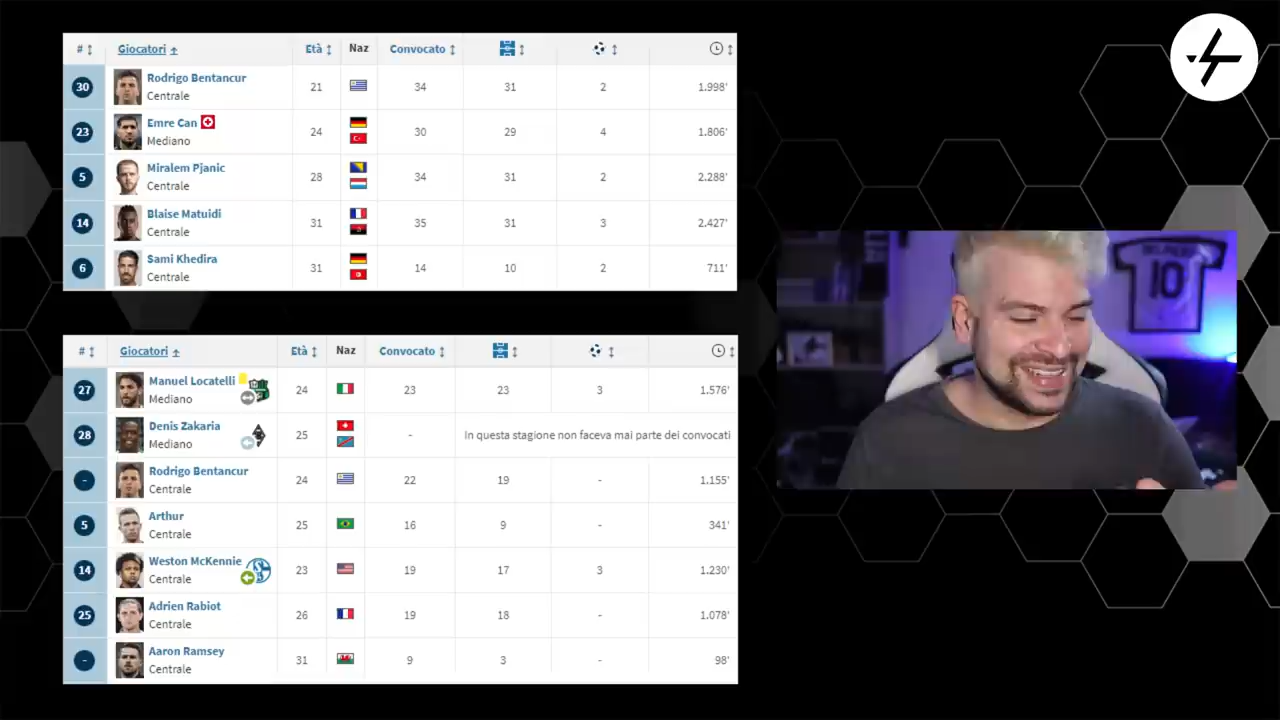 # Giocatori Età Naz Convocato
30 Rodrigo Bentancur 21 34 31 2 1.998'
Centrale
23 Emre Can 24 30 29 4 1.806'
Mediano
5 Miralem Pjanic 28 34 31 2 2.288'
Centrale
14 Blaise Matuidi 31 35 31 3 2.427'
Centrale
6 Sami Khedira 31 14 10 2 711'
Centrale
# Giocatori Età Naz Convocato
27 Manuel Locatelli 24 23 23 3 1.576'
Mediano
28 Denis Zakaria 25 - In questa stagione non faceva mai parte dei convocati
Mediano
- Rodrigo Bentancur 24 22 19 - 1.155'
Centrale
5 Arthur 25 16 9 - 341'
Centrale
14 Weston McKennie 23 19 17 3 1.230'
Centrale
25 Adrien Rabiot 26 19 18 - 1.078'
Centrale
- Aaron Ramsey 31 9 3 - 98'
Centrale
10